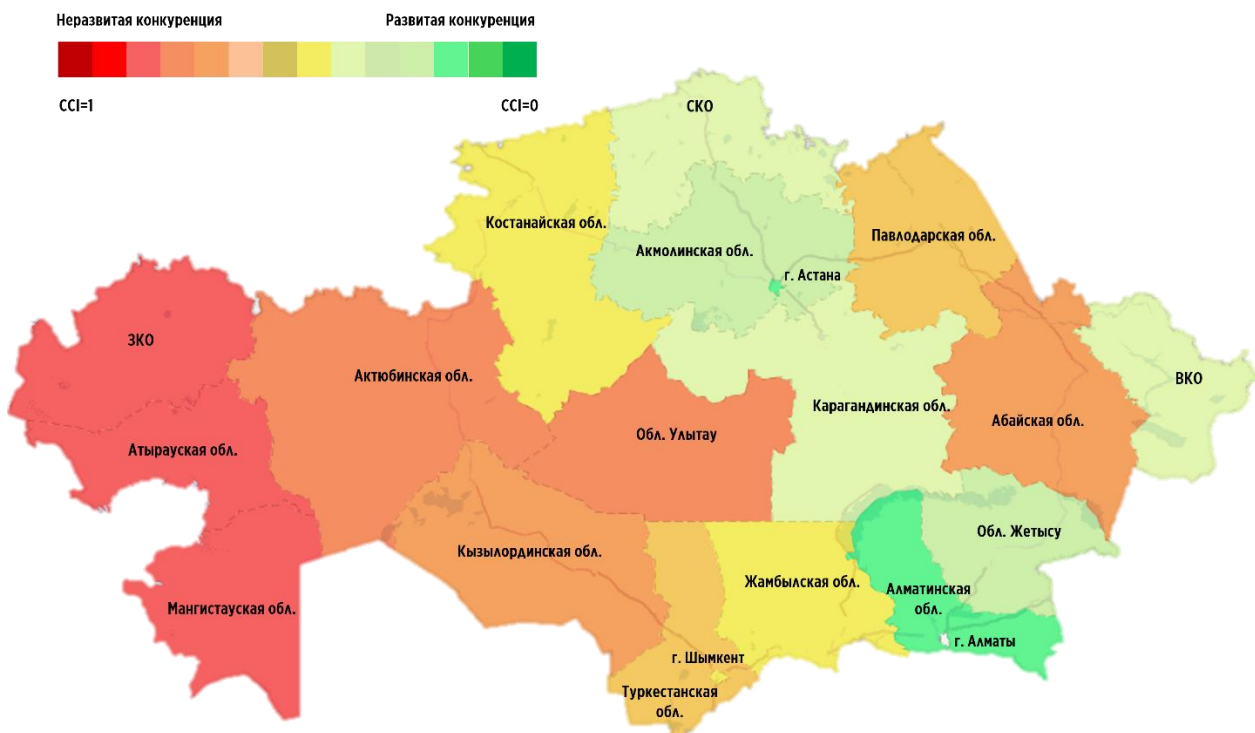 Неразвитая конкуренция
Развитая конкуренция
CCI=1
CCI=0
СКО
Костанайская обл.
Павлодарская обл.
Акмолинская обл.
г. Астана
ЗКО
Актюбинская обл.
ВКО
Карагандинская обл.
Абайская обл.
Обл. Улытау
Атырауская обл.
Обл. Жетысу
Кызылординская обл.
Жамбылская обл.
Алматинская
обл.
Мангистауская обл.
г. Алматы
г. Шымкент
Туркестанская
обл.